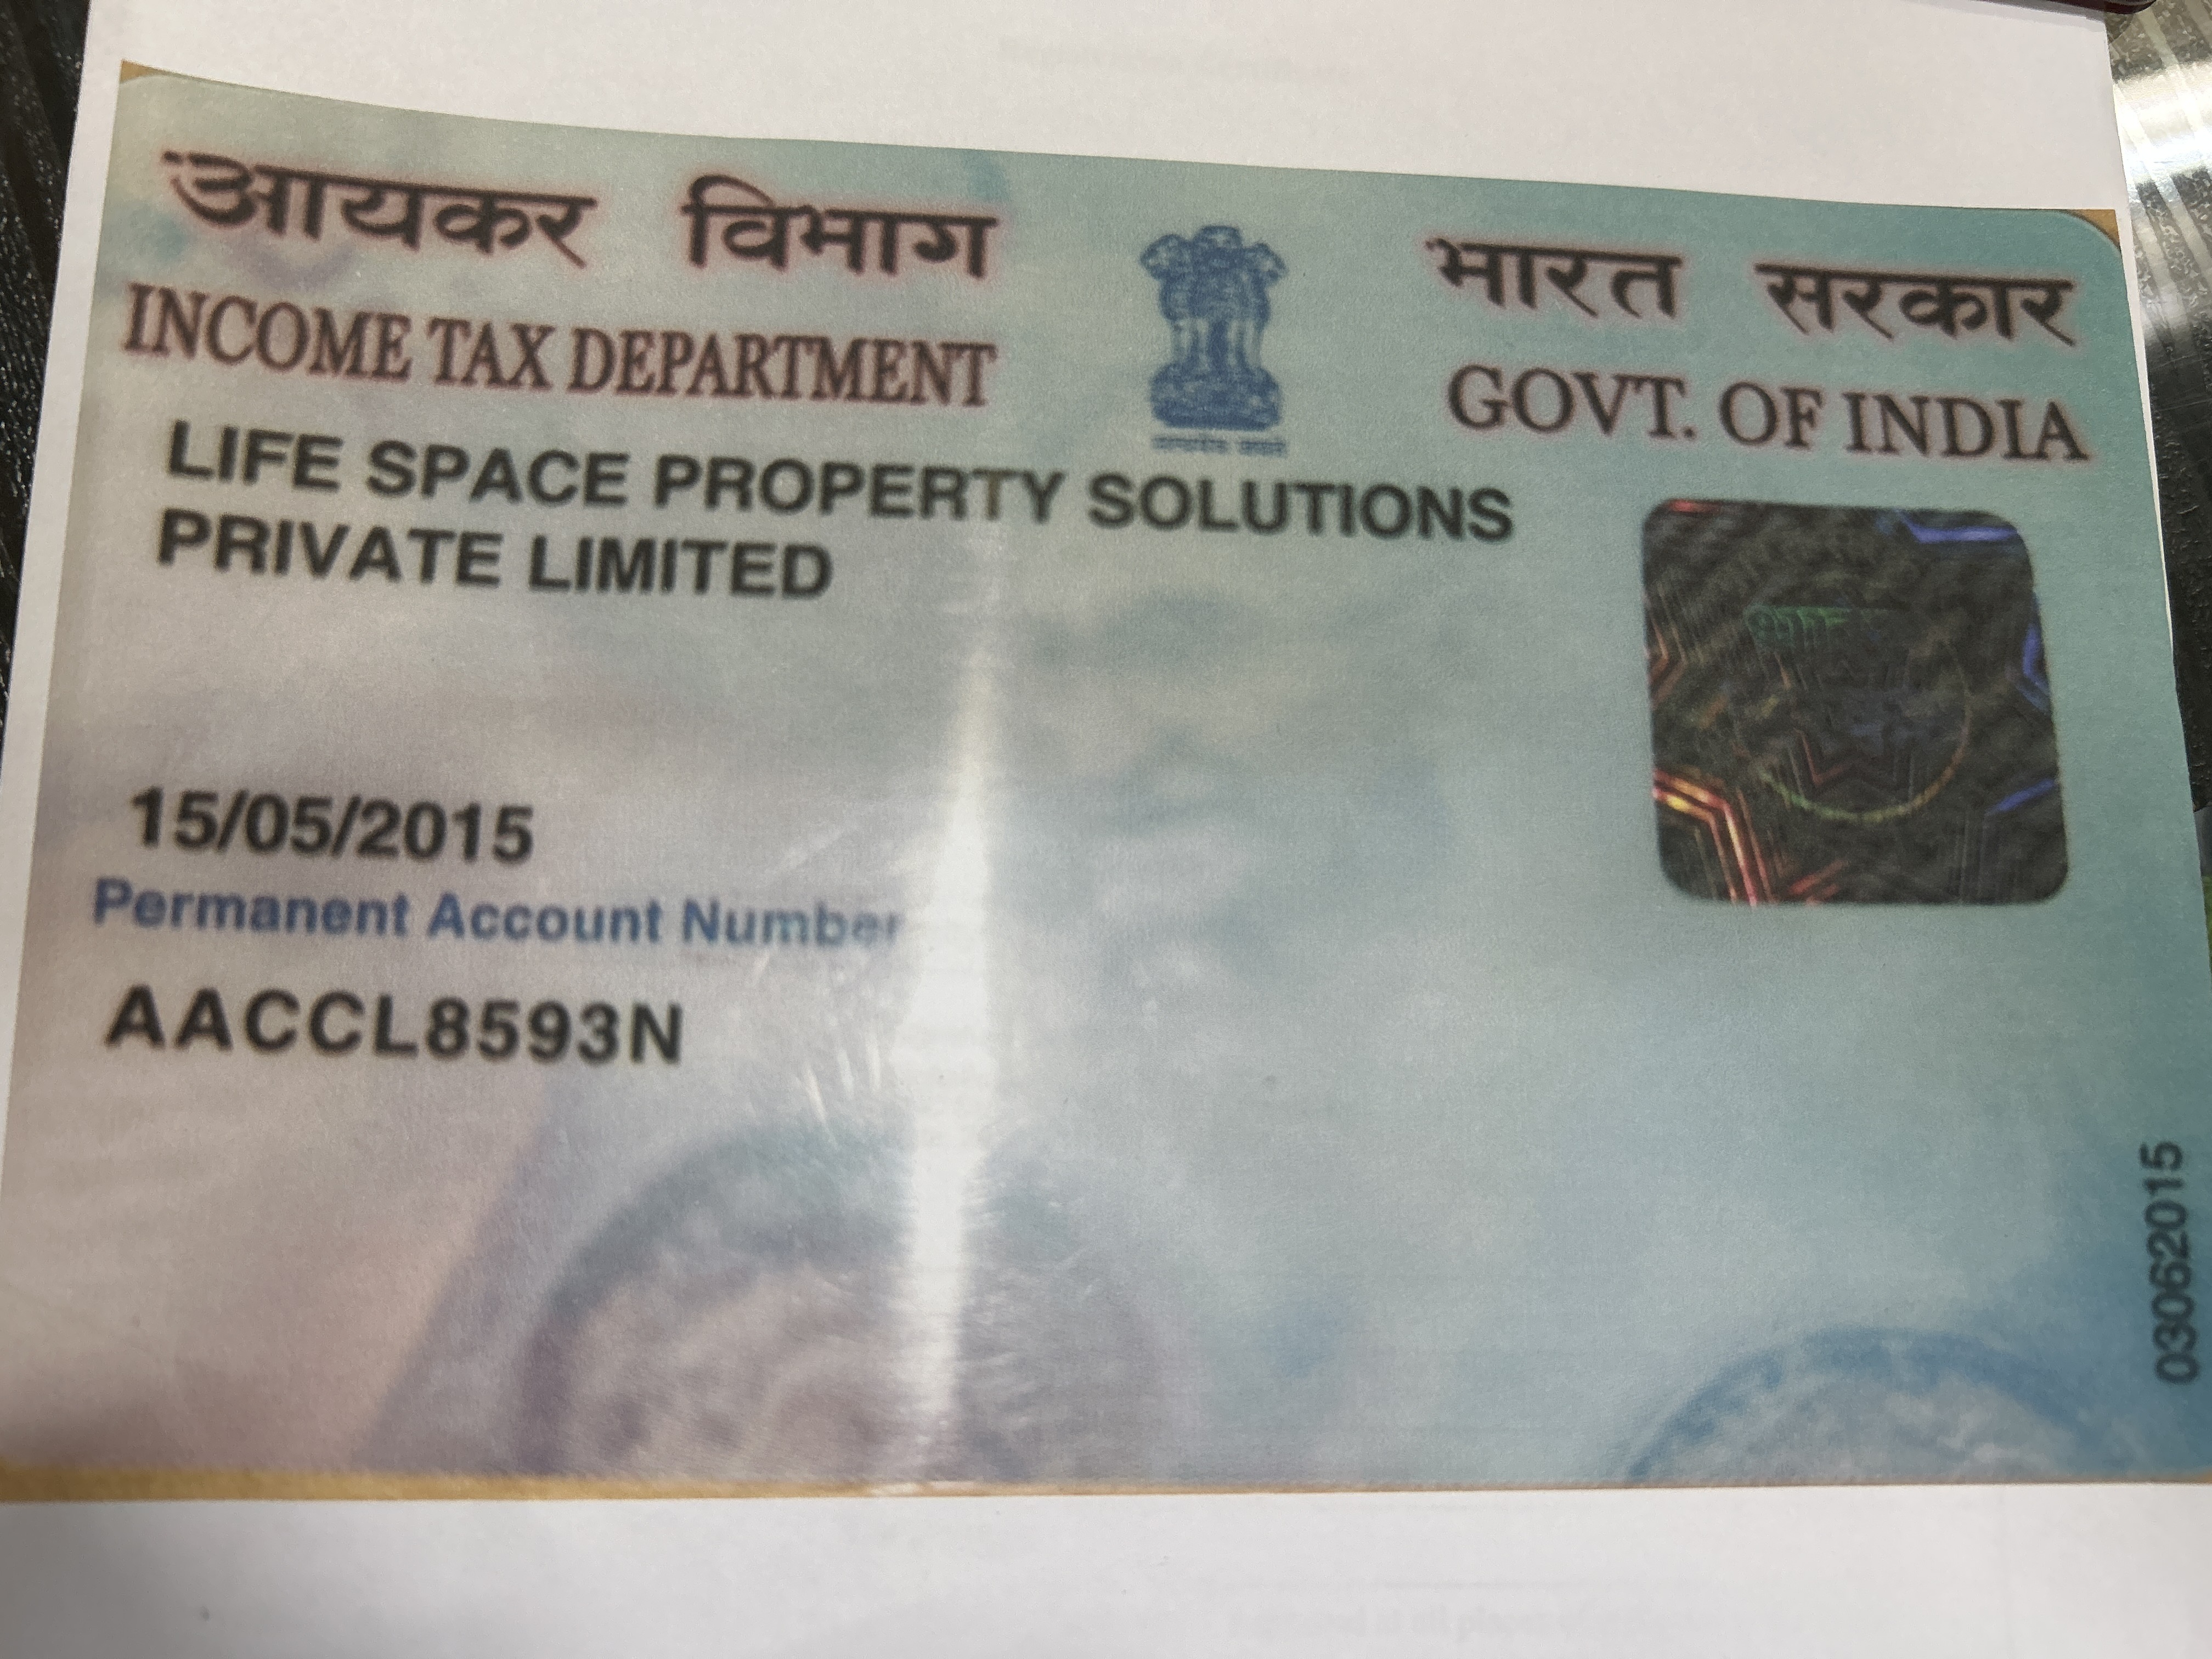 आयकर विभाग
INCOME TAX DEPARTMENT
भारत सरकार
GOVT. OF INDIA
LIFE SPACE PROPERTY SOLUTIONS
PRIVATE LIMITED
15/05/2015
Permanent Account Number
AACCL8593N
03062015